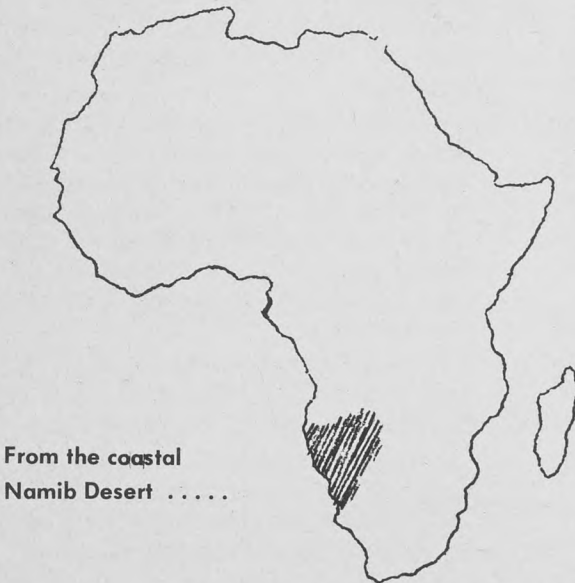 From the coastal
Namib Desert . . . . .